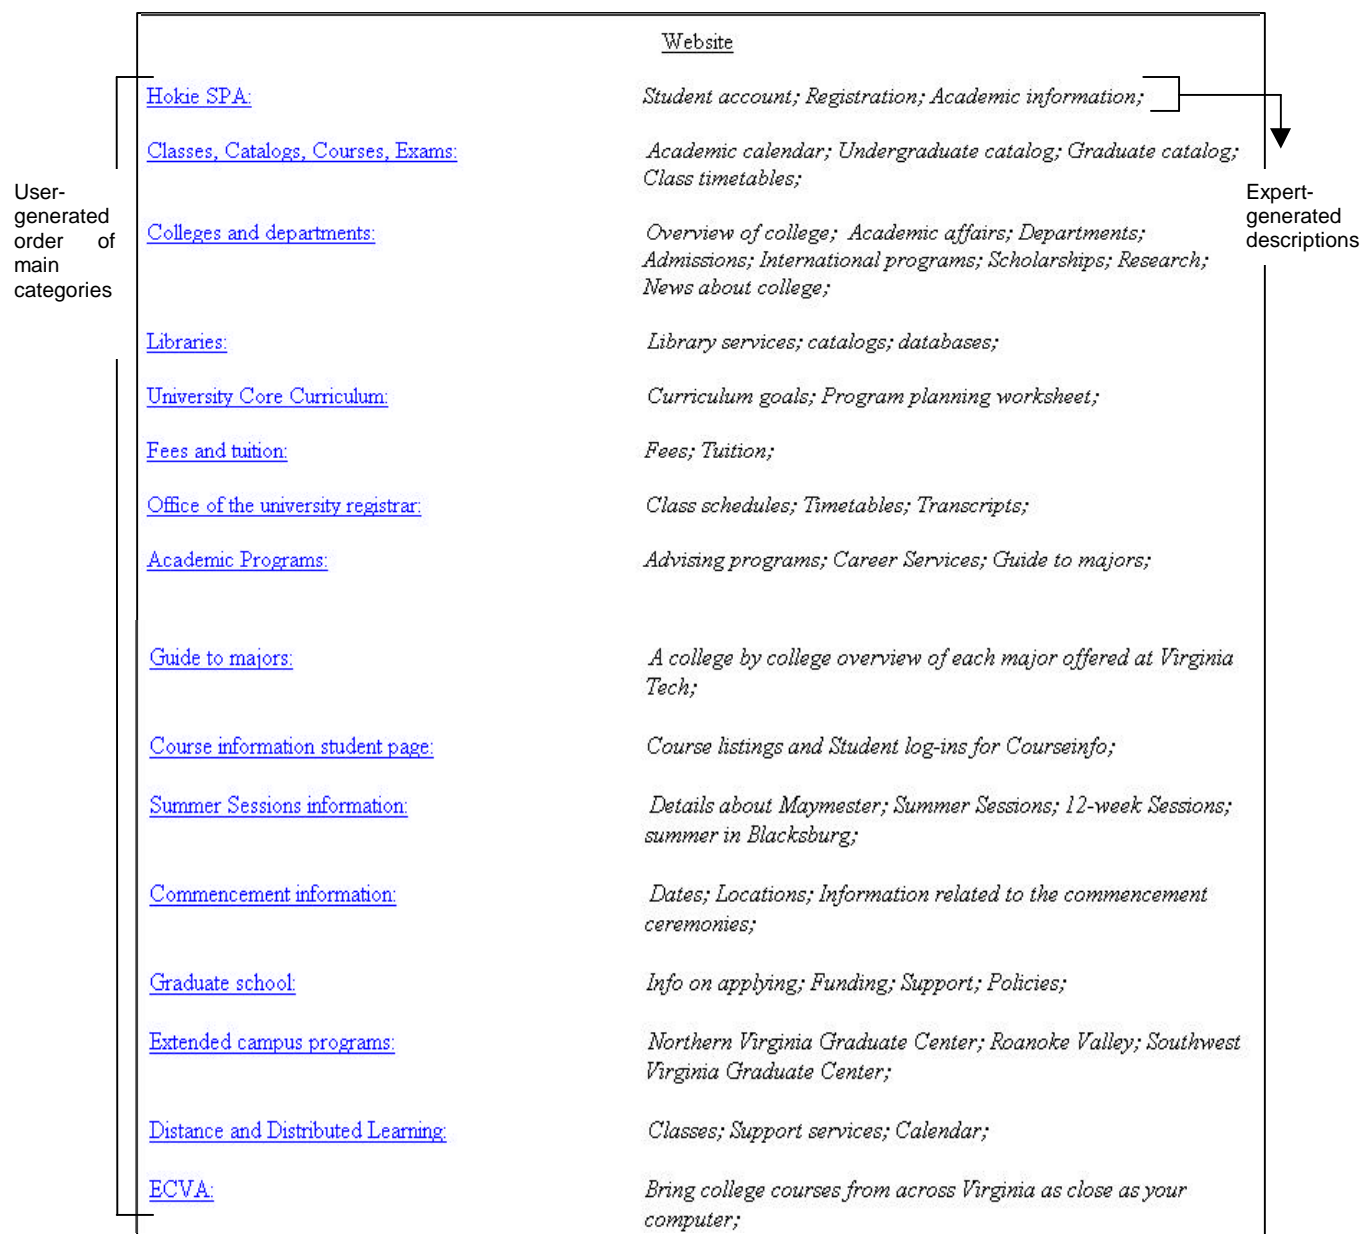 Website
Hokie SPA:
Student account; Registration; Academic information;
Classes, Catalogs, Courses, Exams:
Academic calendar; Undergraduate catalog; Graduate catalog;
Class timetables;
User-
generated
order of
main
categories
Expert-
generated
descriptions
Colleges and departments:
Overview of college; Academic affairs; Departments;
Admissions; International programs; Scholarships; Research;
News about college;
Libraries:
Library services; catalogs; databases;
University Core Curriculum:
Curriculum goals; Program planning worksheet;
Fees and tuition:
Fees; Tuition;
Office of the university registrar:
Class schedules; Timetables; Transcripts;
Academic Programs:
Advising programs; Career Services; Guide to majors;
Guide to majors:
A college by college overview of each major offered at Virginia
Tech;
Course information student page:
Course listings and Student log-ins for Courseinfo;
Summer Sessions information:
Details about Maymester; Summer Sessions; 12-week Sessions;
summer in Blacksburg;
Commencement information:
Dates; Locations; Information related to the commencement
ceremonies;
Graduate school:
Info on applying; Funding; Support; Policies;
Extended campus programs:
Northern Virginia Graduate Center; Roanoke Valley; Southwest
Virginia Graduate Center;
Distance and Distributed Learning:
Classes; Support services; Calendar;
ECVA:
Bring college courses from across Virginia as close as your
computer;